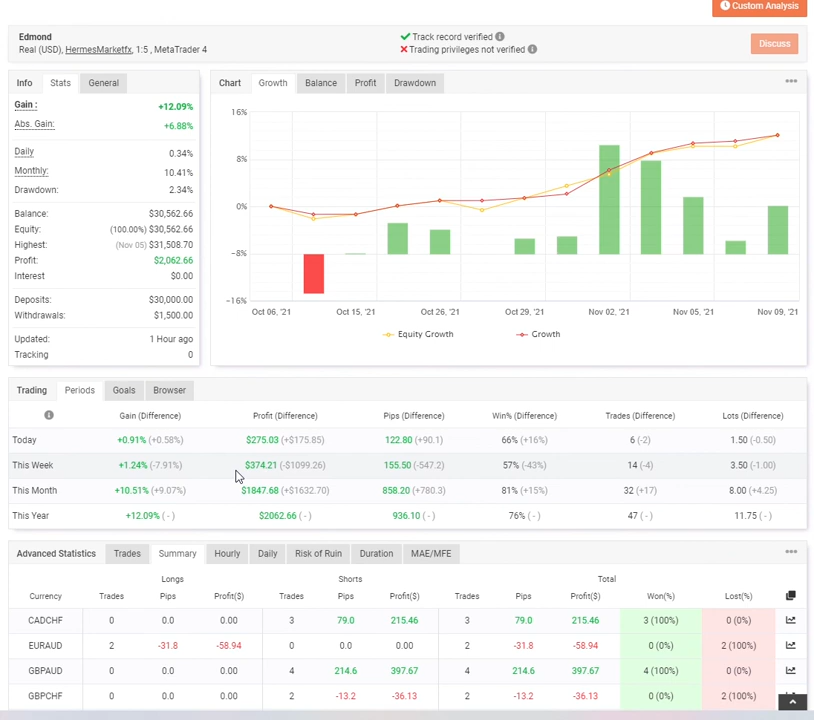 Custom Analysis
Edmond
Real (USD), HermesMarketfx, 1:5 , MetaTrader 4
Track record verified
Trading privileges not verified
Discuss
Info Stats General
Gain : +12.09%
Abs. Gain: +6.88%
Daily 0.34%
Monthly: 10.41%
Drawdown: 2.34%
Balance: $30,562.66
Equity: (100.00%) $30,562.66
Highest: (Nov 05) $31,508.70
Profit: $2,062.66
Interest $0.00
Deposits: $30,000.00
Withdrawals: $1,500.00
Updated: 1 Hour ago
Tracking 0
Chart Growth Balance Profit Drawdown
16%
8%
0%
-8%
-16%
Oct 06, '21 Oct 15, '21 Oct 26, '21 Oct 29, '21 Nov 02, '21 Nov 05, '21 Nov 09, '21
Equity Growth Growth
Trading Periods Goals Browser
Gain (Difference) Profit (Difference) Pips (Difference) Win% (Difference) Trades (Difference) Lots (Difference)
Today +0.91% (+0.58%) $275.03 (+$175.85) 122.80 (+90.1) 66% (+16%) 6 (-2) 1.50 (-0.50)
This Week +1.24% (-7.91%) $374.21 (-$1099.26) 155.50 (-547.2) 57% (-43%) 14 (-4) 3.50 (-1.00)
This Month +10.51% (+9.07%) $1847.68 (+$1632.70) 858.20 (+780.3) 81% (+15%) 32 (+17) 8.00 (+4.25)
This Year +12.09% ( - ) $2062.66 ( - ) 936.10 ( - ) 76% ( - ) 47 ( - ) 11.75 ( - )
Advanced Statistics Trades Summary Hourly Daily Risk of Ruin Duration MAE/MFE
Longs Shorts Total
Currency Trades Pips Profit($) Trades Pips Profit($) Trades Pips Profit($) Won(%) Lost(%)
CADCHF 0 0.0 0.00 3 79.0 215.46 3 79.0 215.46 3 (100%) 0 (0%)
EURAUD 2 -31.8 -58.94 0 0.0 0.00 2 -31.8 -58.94 0 (0%) 2 (100%)
GBPAUD 0 0.0 0.00 4 214.6 397.67 4 214.6 397.67 4 (100%) 0 (0%)
GBPCHF 0 0.0 0.00 2 -13.2 -36.13 2 -13.2 -36.13 0 (0%) 2 (100%)